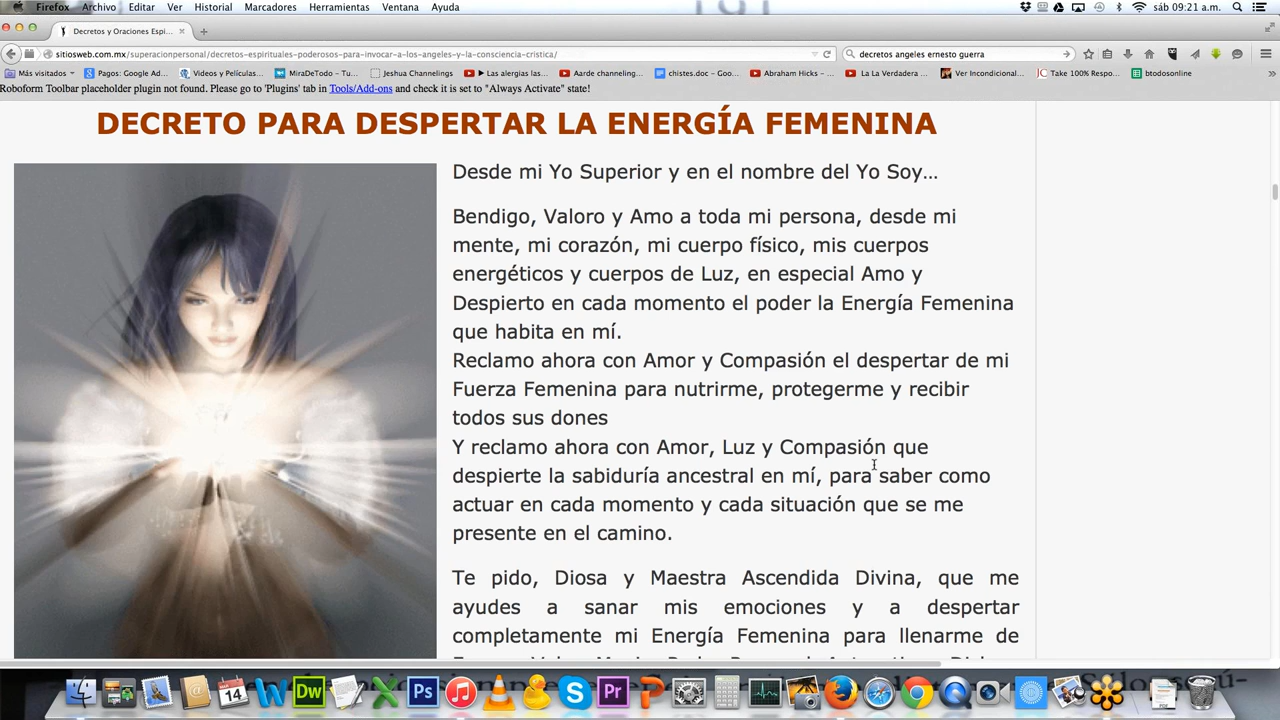 Firefox Archivo Editar Ver Historial Marcadores Herramientas Ventana Ayuda sáb 09:21 a.m.
Decretos y Oraciones Espi...
sitiosweb.com.mx/superacionpersonal/decretos-espirituales-poderosos-para-invocar-a-los-angeles-y-la-consciencia-cristica/
decretos angeles ernesto guerra
Más visitados Pagos: Google Ad... Videos y Películas... MiraDeTodo - Tu... Jeshua Channelings ▶ Las alergias las... Aarde channeling... chistes.doc - Goo... Abraham Hicks -... La La Verdadera ... Ver Incondicional... Take 100% Respo... btodosonline
Roboform Toolbar placeholder plugin not found. Please go to 'Plugins' tab in Tools/Add-ons and check it is set to "Always Activate" state!
DECRETO PARA DESPERTAR LA ENERGÍA FEMENINA
Desde mi Yo Superior y en el nombre del Yo Soy...
Bendigo, Valoro y Amo a toda mi persona, desde mi
mente, mi corazón, mi cuerpo físico, mis cuerpos
energéticos y cuerpos de Luz, en especial Amo y
Despierto en cada momento el poder la Energía Femenina
que habita en mí.
Reclamo ahora con Amor y Compasión el despertar de mi
Fuerza Femenina para nutrirme, protegerme y recibir
todos sus dones
Y reclamo ahora con Amor, Luz y Compasión que
despierte la sabiduría ancestral en mí, para saber como
actuar en cada momento y cada situación que se me
presente en el camino.
Te pido, Diosa y Maestra Ascendida Divina, que me
ayudes a sanar mis emociones y a despertar
completamente mi Energía Femenina para llenarme de
JUL
14
Dw
Ps
Pr